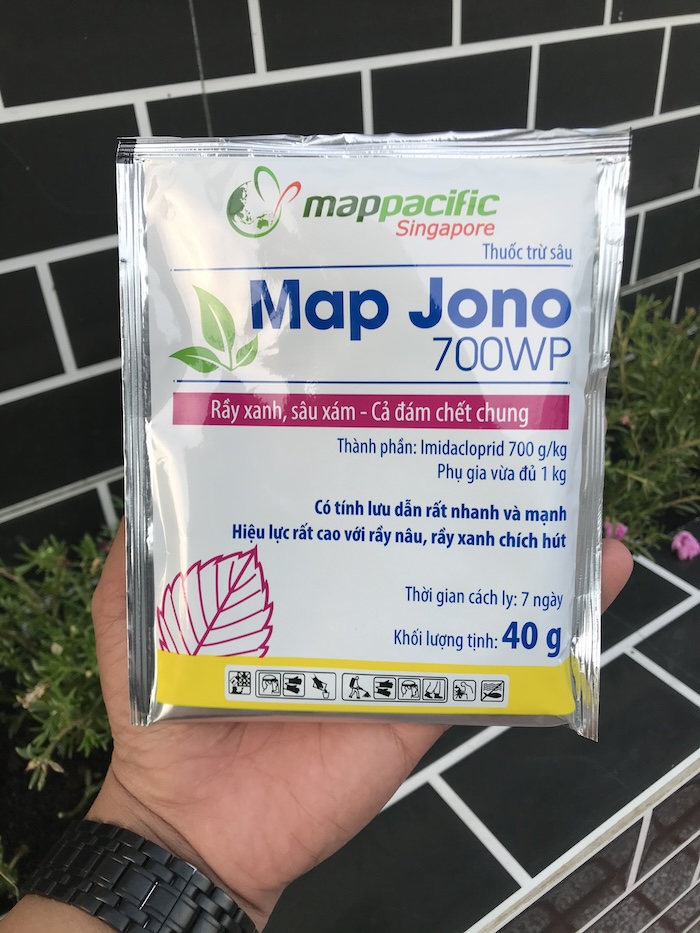 mappacific
Singapore
Thuốc trừ sâu
Map Jono
700WP
Rầy xanh, sâu xám - Cả đám chết chung
Thành phần: Imidacloprid 700 g/kg
Phụ gia vừa đủ 1 kg
Có tính lưu dẫn rất nhanh và mạnh
Hiệu lực rất cao với rầy nâu, rầy xanh chích hút
Thời gian cách ly: 7 ngày
Khối lượng tịnh: 40 g